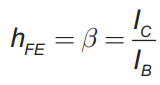 h_FE = β = I_C / I_B